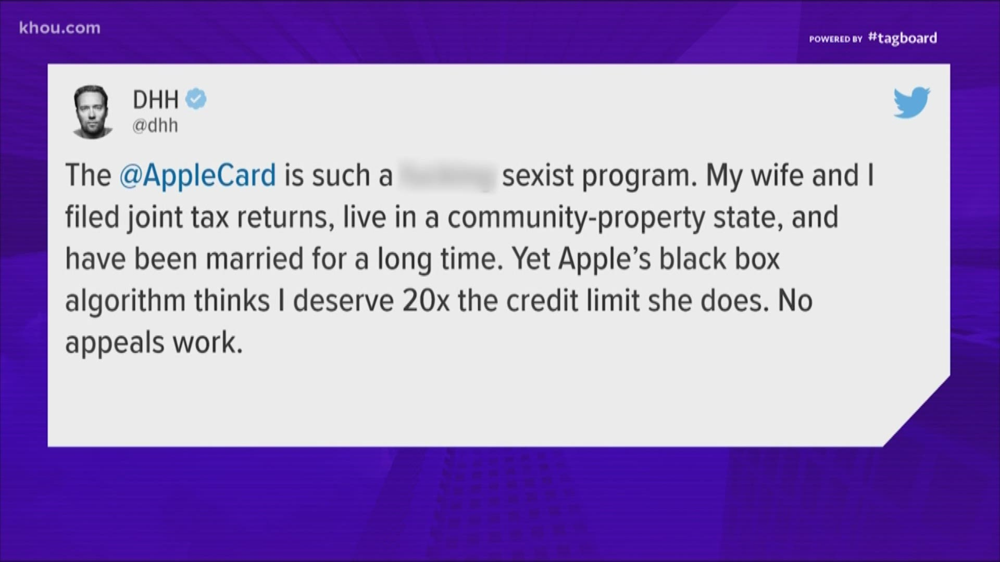 khou.com
POWERED BY #tagboard
DHH
@dhh
The @AppleCard is such a sexist program. My wife and I
filed joint tax returns, live in a community-property state, and
have been married for a long time. Yet Apple’s black box
algorithm thinks I deserve 20x the credit limit she does. No
appeals work.